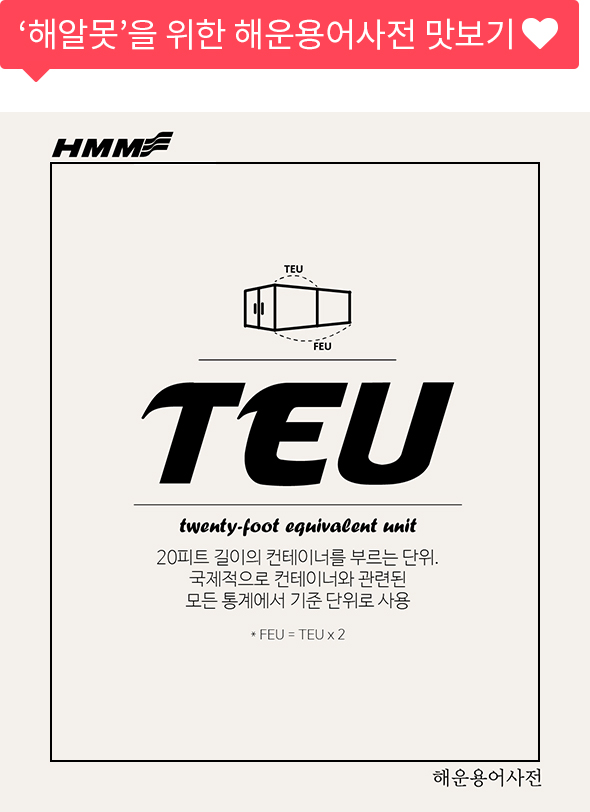 ‘해알못’을 위한 해운용어사전 맛보기
HMM
TEU
FEU
TEU
twenty-foot equivalent unit
20피트 길이의 컨테이너를 부르는 단위.
국제적으로 컨테이너와 관련된
모든 통계에서 기준 단위로 사용
* FEU = TEU x 2
해운용어사전